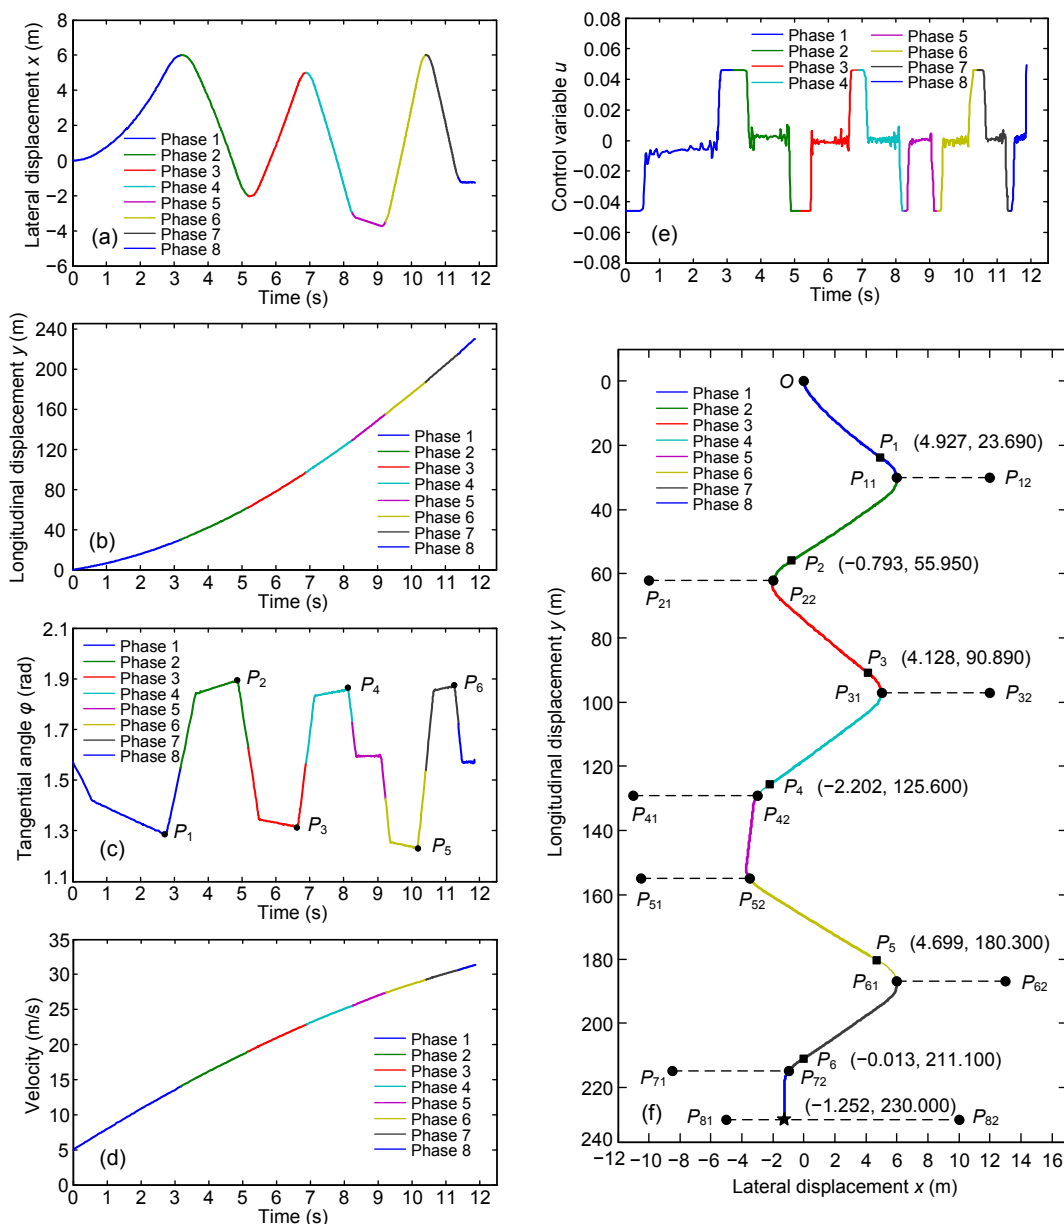 Lateral displacement x (m)
6
4
2
0
−2
−4
−6
Phase 1
Phase 2
Phase 3
Phase 4
Phase 5
Phase 6
Phase 7
Phase 8
(a)
0 1 2 3 4 5 6 7 8 9 10 11 12
Time (s)
Longitudinal displacement y (m)
240
200
160
120
80
40
0
Phase 1
Phase 2
Phase 3
Phase 4
Phase 5
Phase 6
Phase 7
Phase 8
(b)
0 1 2 3 4 5 6 7 8 9 10 11 12
Time (s)
Tangential angle φ (rad)
2.1
1.9
1.7
1.5
1.3
1.1
Phase 1
Phase 2
Phase 3
Phase 4
Phase 5
Phase 6
Phase 7
Phase 8
P1
P2
P3
P4
P5
P6
(c)
0 1 2 3 4 5 6 7 8 9 10 11 12
Time (s)
Velocity (m/s)
35
30
25
20
15
10
5
0
Phase 1
Phase 2
Phase 3
Phase 4
Phase 5
Phase 6
Phase 7
Phase 8
(d)
0 1 2 3 4 5 6 7 8 9 10 11 12
Time (s)
Control variable u
0.08
0.06
0.04
0.02
0
−0.02
−0.04
−0.06
−0.08
Phase 1
Phase 2
Phase 3
Phase 4
Phase 5
Phase 6
Phase 7
Phase 8
(e)
0 1 2 3 4 5 6 7 8 9 10 11 12
Time (s)
Longitudinal displacement y (m)
0
20
40
60
80
100
120
140
160
180
200
220
240
Phase 1
Phase 2
Phase 3
Phase 4
Phase 5
Phase 6
Phase 7
Phase 8
O
P1 (4.927, 23.690)
P11 P12
P2 (−0.793, 55.950)
P21 P22
P3 (4.128, 90.890)
P31 P32
P4 (−2.202, 125.600)
P41 P42
P51 P52
P5 (4.699, 180.300)
P61 P62
P6 (−0.013, 211.100)
P71 P72
(−1.252, 230.000)
P81 P82
(f)
−12 −10 −8 −6 −4 −2 0 2 4 6 8 10 12 14 16
Lateral displacement x (m)